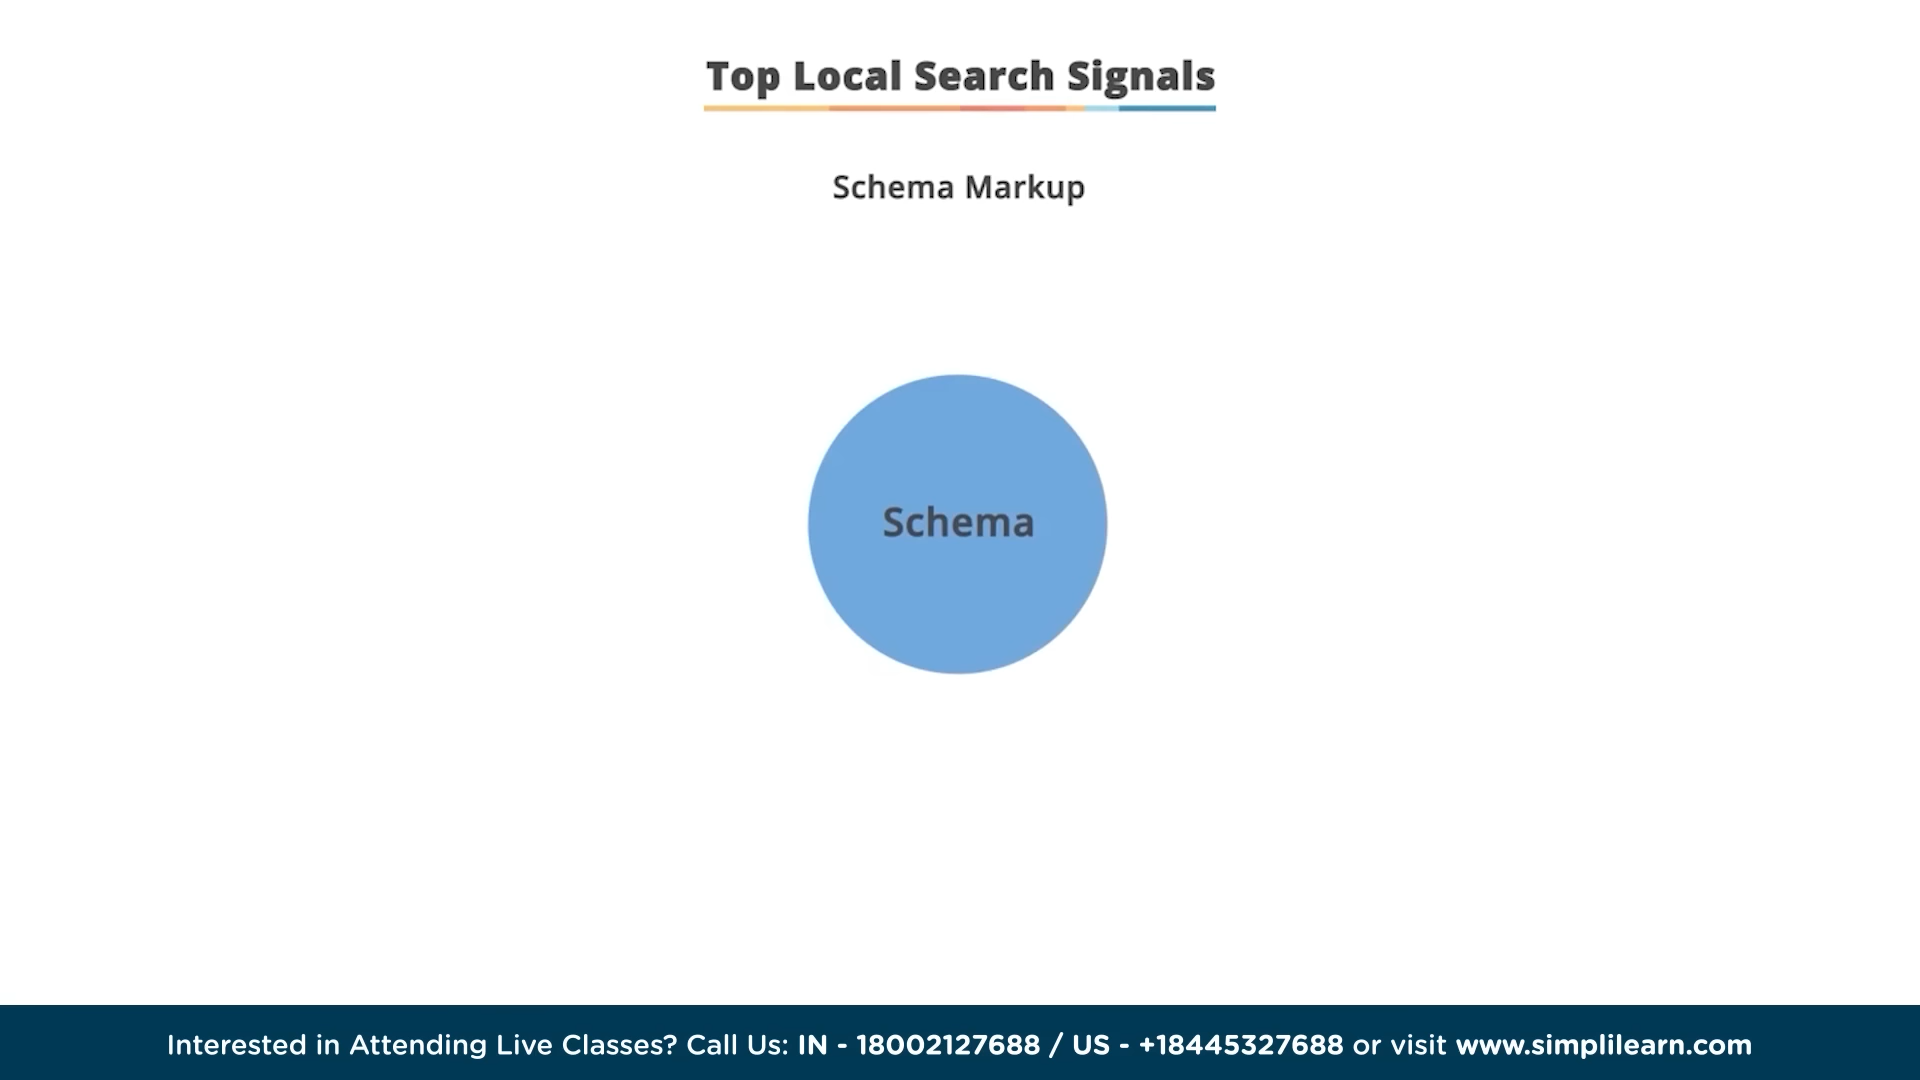 Top Local Search Signals
Schema Markup
Schema
Interested in Attending Live Classes? Call Us: IN - 18002127688 / US - +18445327688 or visit www.simplilearn.com